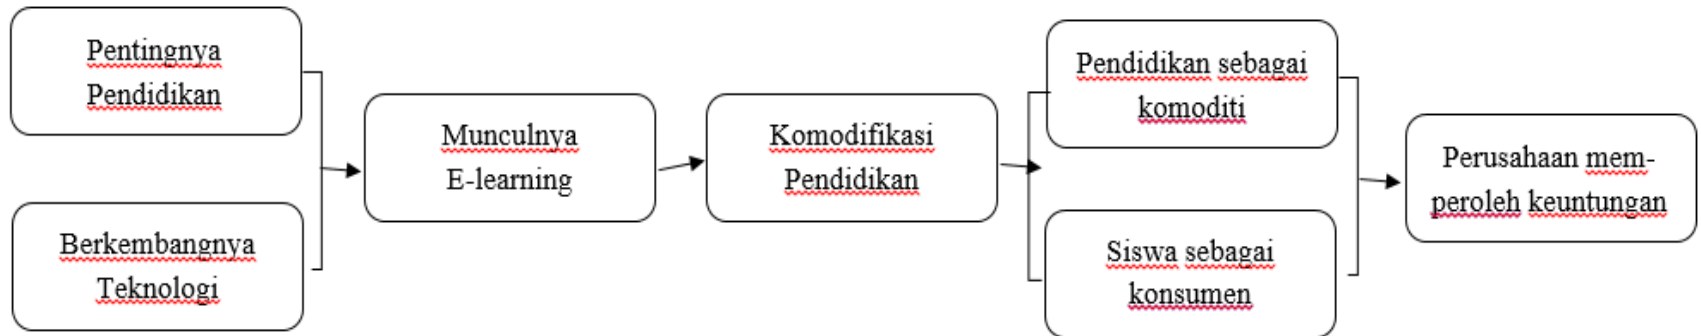 Pentingnya
Pendidikan
Berkembangnya
Teknologi
Munculnya
E-learning
Komodifikasi
Pendidikan
Pendidikan sebagai
komoditi
Siswa sebagai
konsumen
Perusahaan mem-
peroleh keuntungan